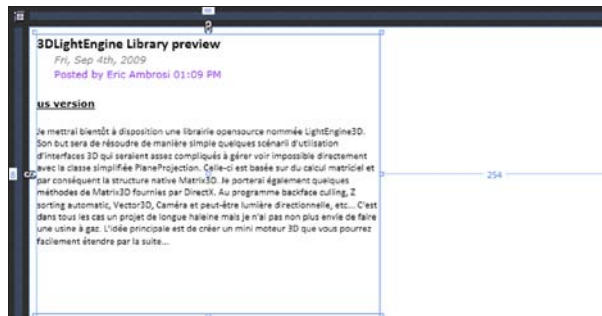 3DLightEngine Library preview
Fri, Sep 4th, 2009
Posted by Eric Ambrosi 01:09 PM
us version
Je mettrai bientôt à disposition une librairie opensource nommée LightEngine3D.
Son but sera de résoudre de manière simple quelques scénarii d'utilisation
d'interfaces 3D qui seraient assez compliqués à gérer voir impossible directement
avec la classe simplifiée PlaneProjection. Celle-ci est basée sur du calcul matriciel et
par conséquent la structure native Matrix3D. Je porterai également quelques
méthodes de Matrix3D fournies par DirectX. Au programme backface culling, Z
sorting automatic, Vector3D, Caméra et peut-être lumière directionnelle, etc... C'est
dans tous les cas un projet de longue haleine mais je n'ai pas non plus envie de faire
une usine à gaz. L'idée principale est de créer un mini moteur 3D que vous pourrez
facilement étendre par la suite...
254